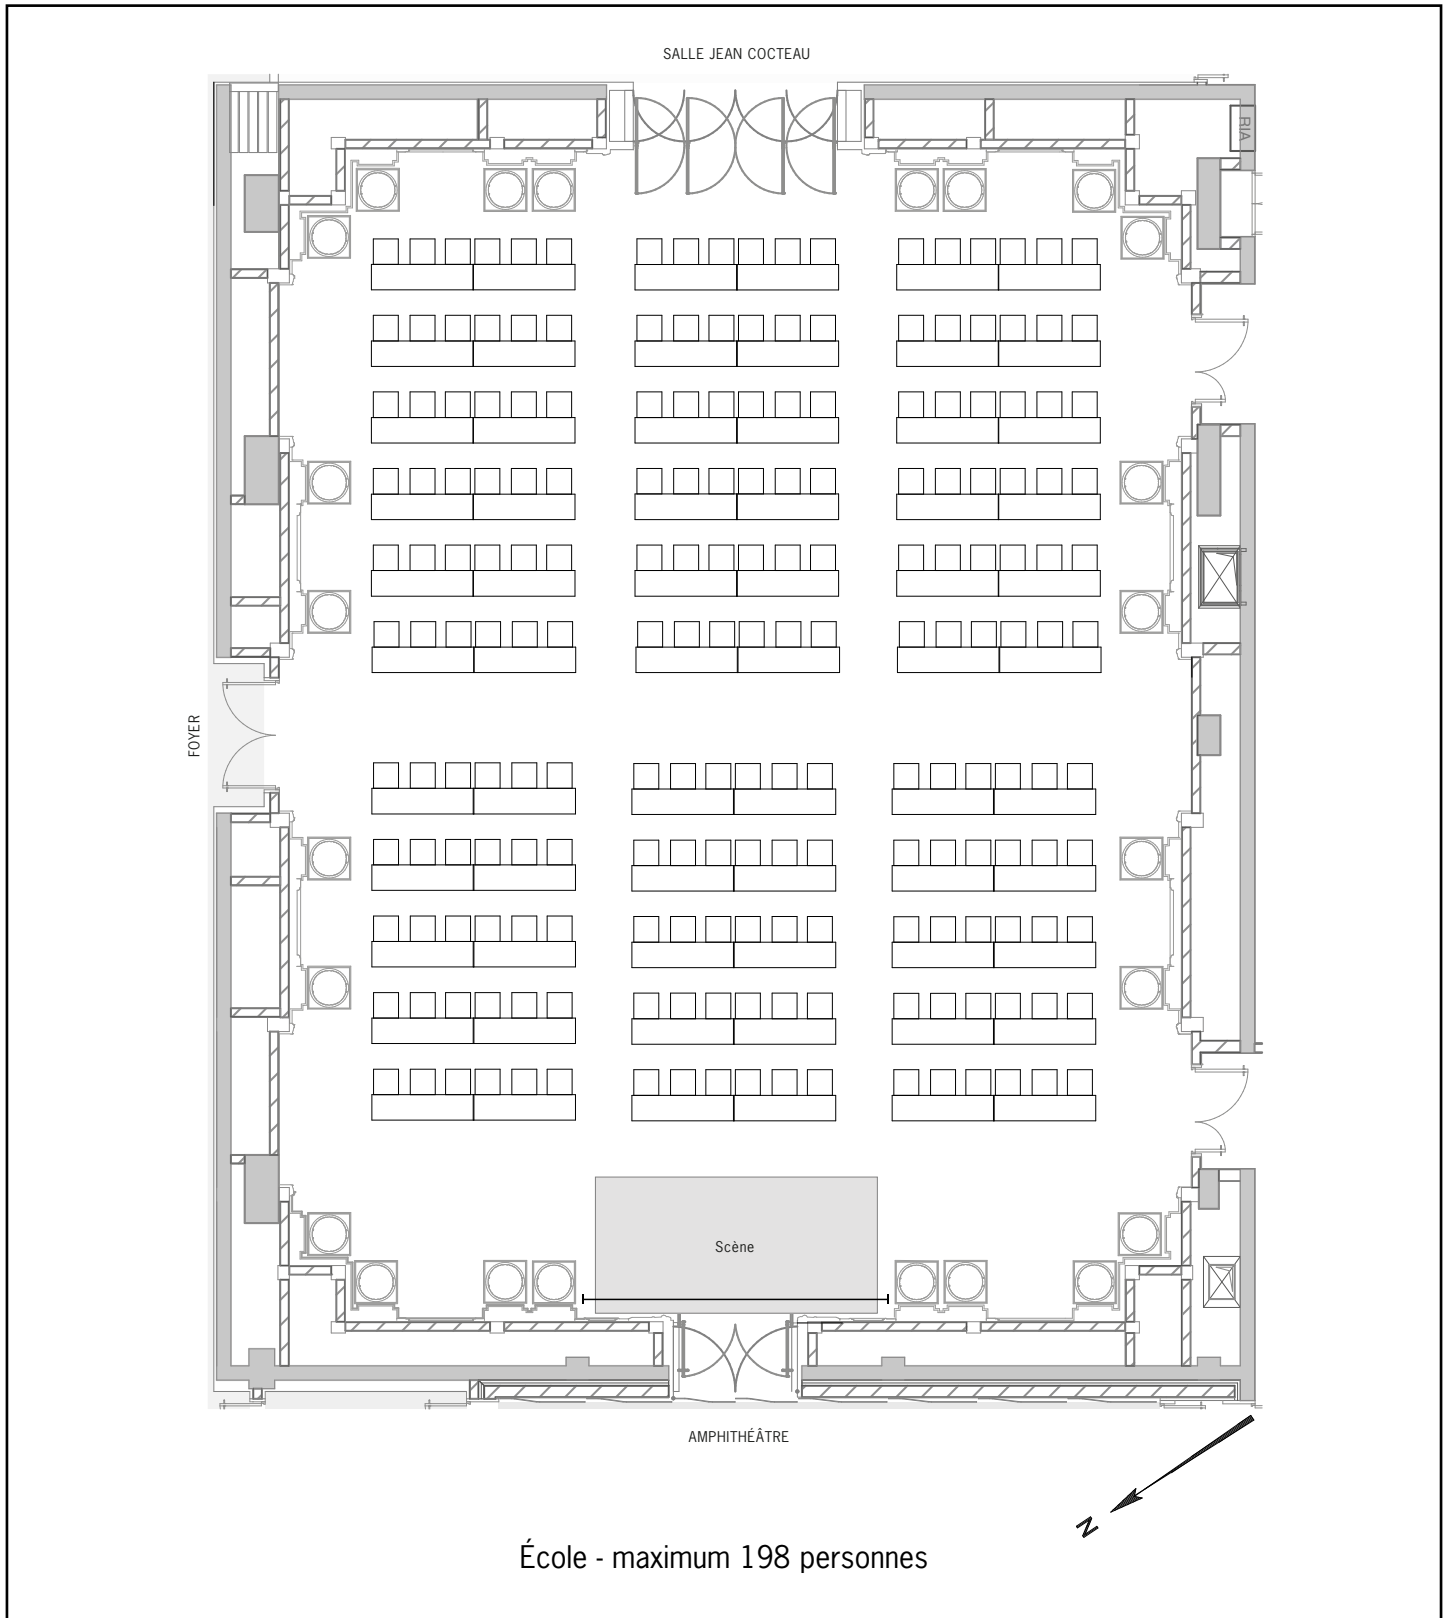 SALLE JEAN COCTEAU
RIA
FOYER
Scène
AMPHITHÉÂTRE
N
École - maximum 198 personnes